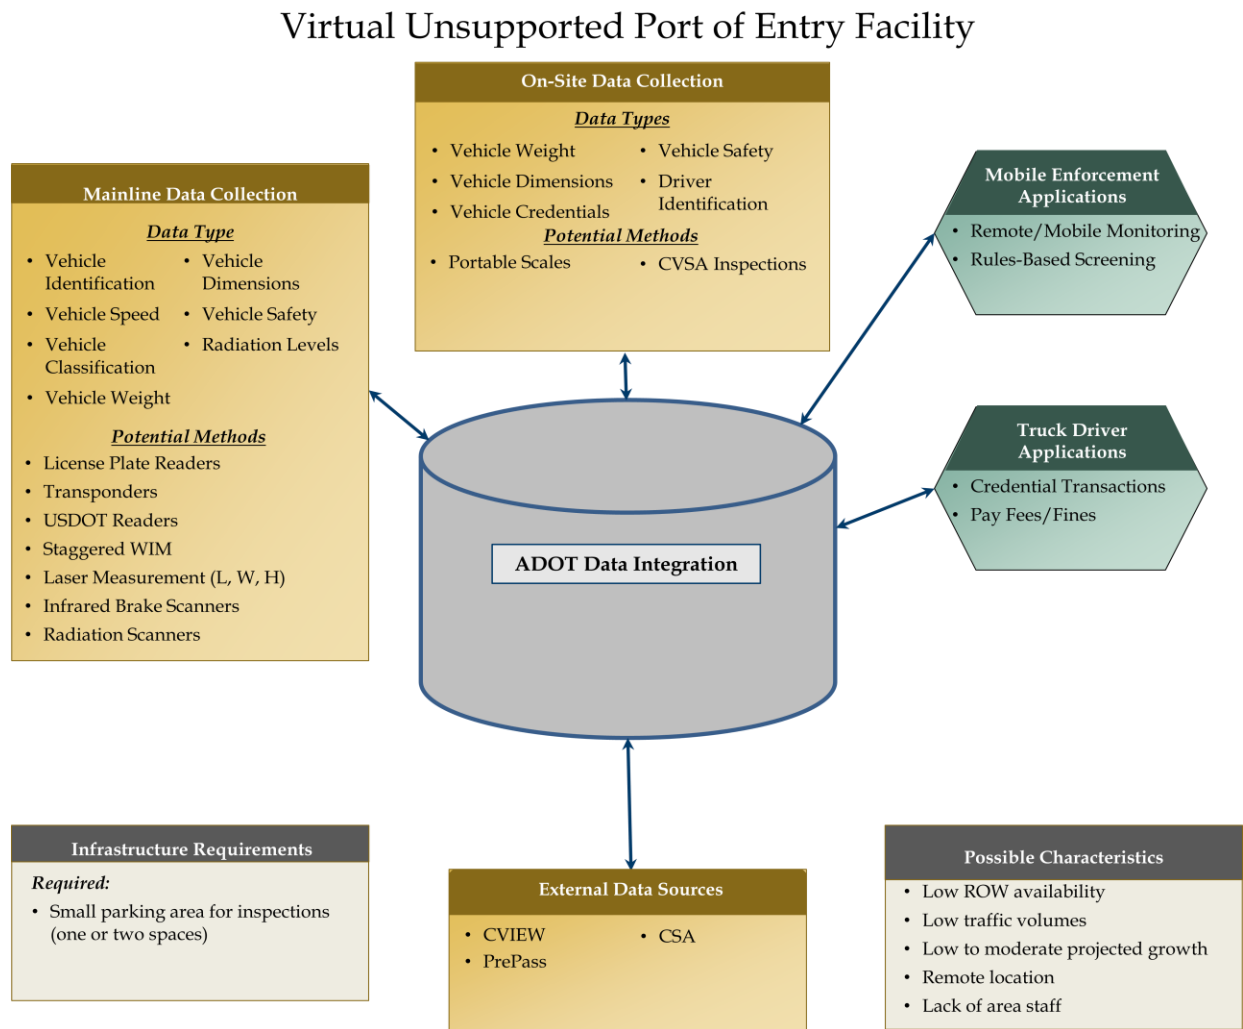 Virtual Unsupported Port of Entry Facility
On-Site Data Collection
Data Types
• Vehicle Weight
• Vehicle Dimensions
• Vehicle Credentials
• Vehicle Safety
• Driver
Identification
Potential Methods
• Portable Scales
• CVSA Inspections
Mainline Data Collection
Data Type
• Vehicle
Identification
• Vehicle Speed
• Vehicle
Classification
• Vehicle Weight
• Vehicle
Dimensions
• Vehicle Safety
• Radiation Levels
Potential Methods
• License Plate Readers
• Transponders
• USDOT Readers
• Staggered WIM
• Laser Measurement (L, W, H)
• Infrared Brake Scanners
• Radiation Scanners
Mobile Enforcement
Applications
• Remote/Mobile Monitoring
• Rules-Based Screening
Truck Driver
Applications
• Credential Transactions
• Pay Fees/Fines
ADOT Data Integration
Infrastructure Requirements
Required:
• Small parking area for inspections
(one or two spaces)
External Data Sources
• CVIEW
• PrePass
• CSA
Possible Characteristics
• Low ROW availability
• Low traffic volumes
• Low to moderate projected growth
• Remote location
• Lack of area staff